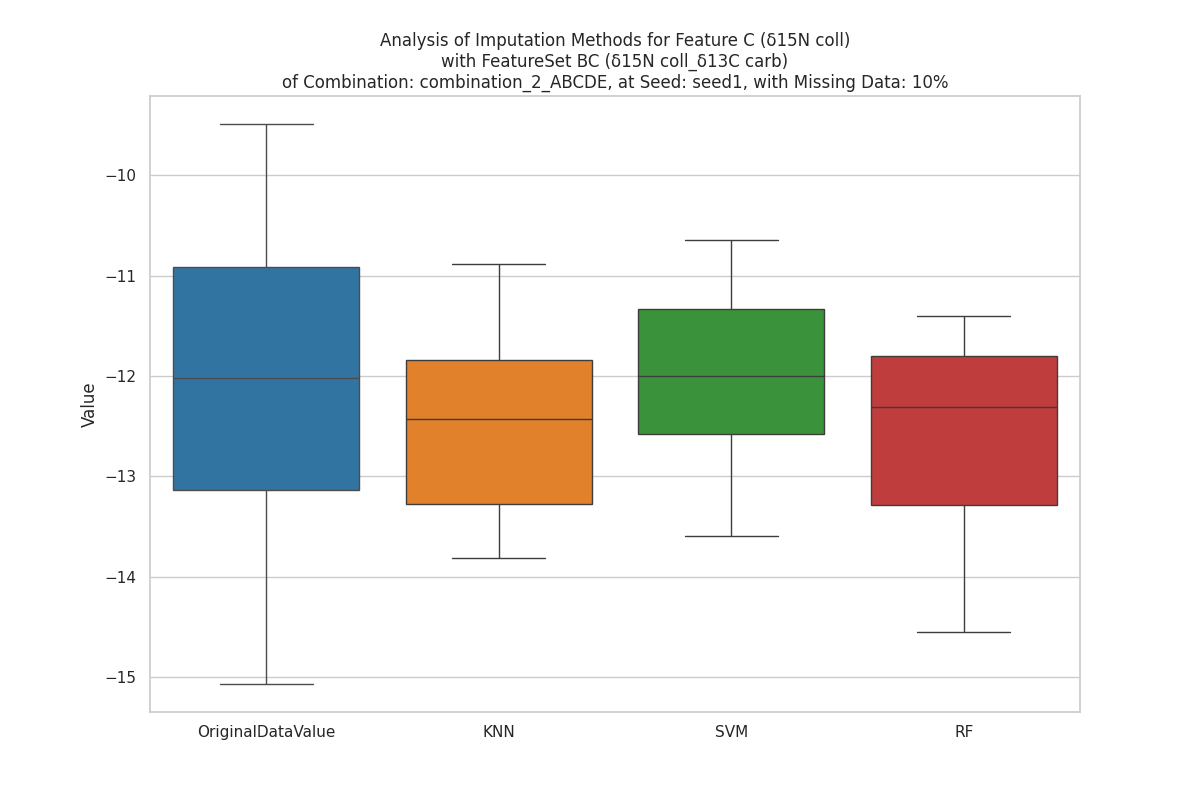 Analysis of Imputation Methods for Feature C (δ15N coll)
with FeatureSet BC (δ15N coll_δ13C carb)
of Combination: combination_2_ABCDE, at Seed: seed1, with Missing Data: 10%
Value
−10
−11
−12
−13
−14
−15
OriginalDataValue
KNN
SVM
RF